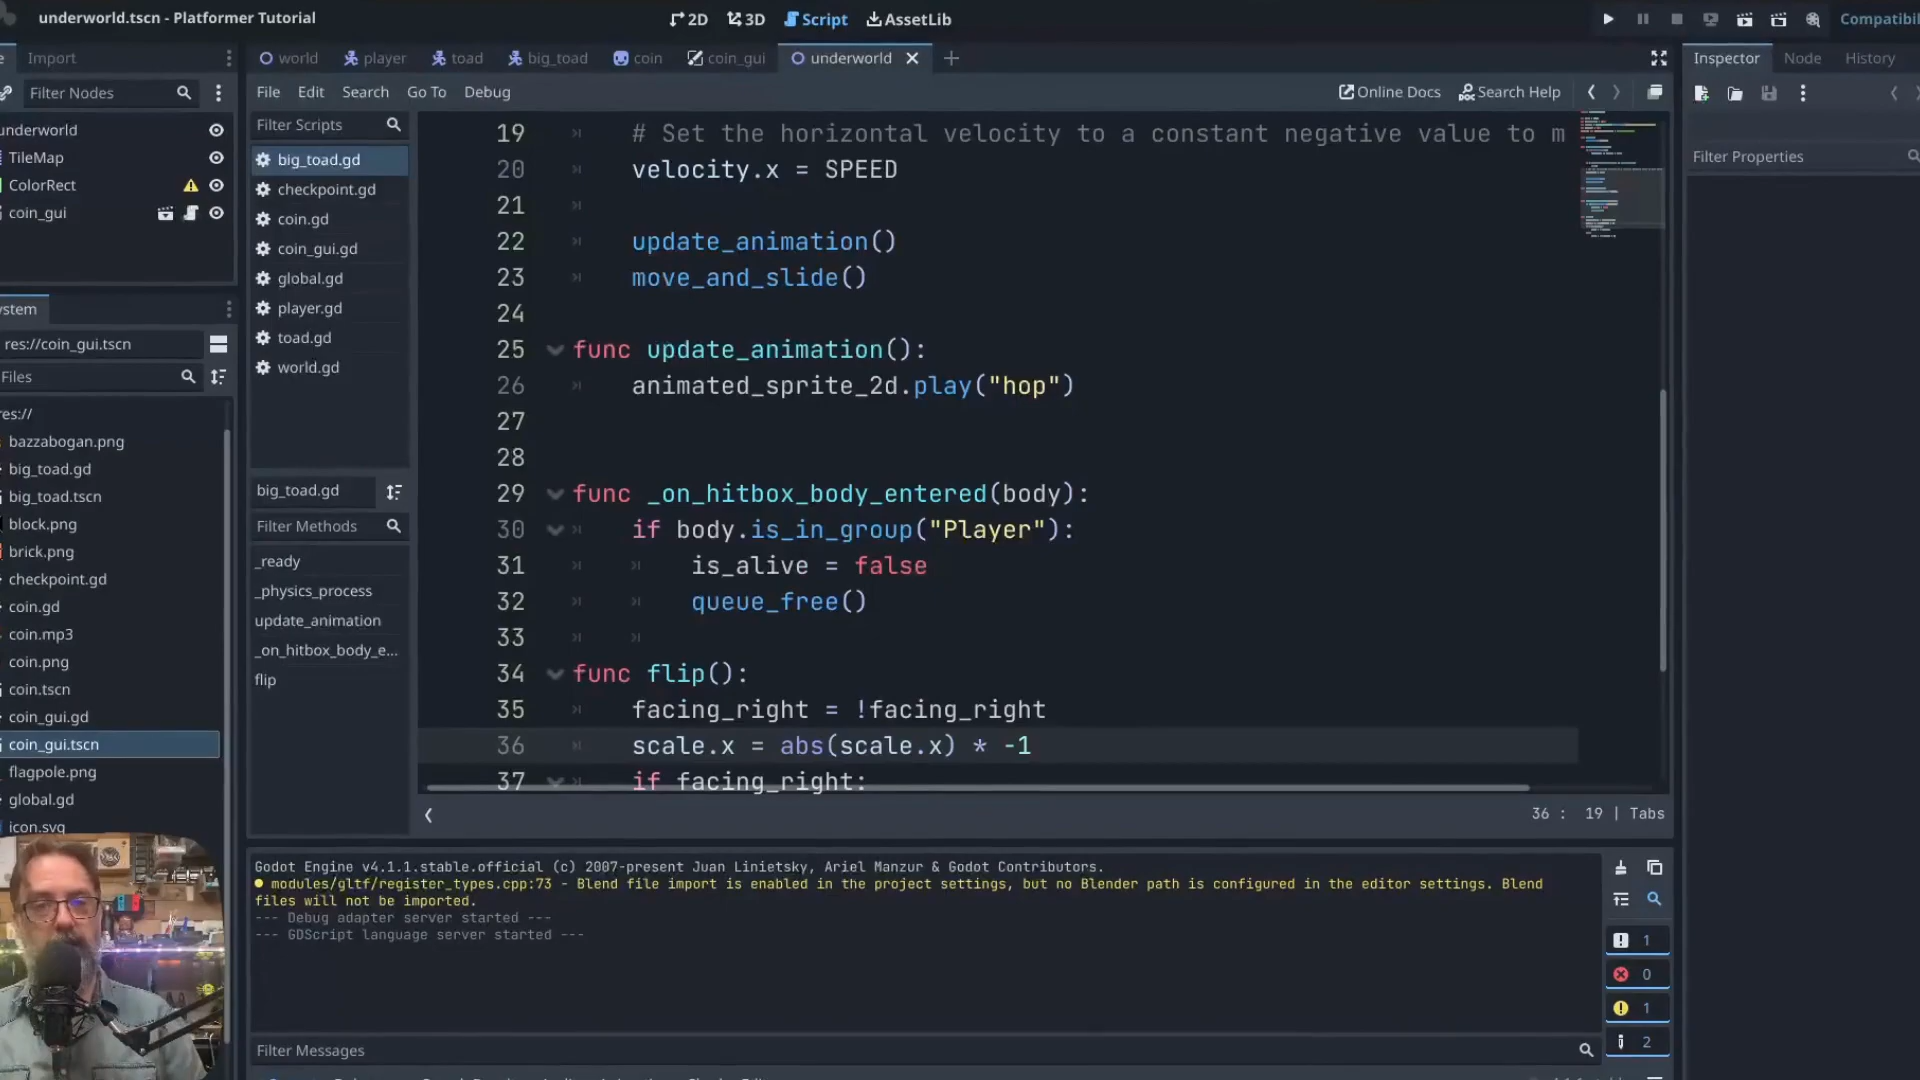 underworld.tscn - Platformer Tutorial
2D
3D
Script
AssetLib
Compatibil
Import
world
player
toad
big_toad
coin
coin_gui
underworld
Inspector
Node
History
Filter Nodes
File
Edit
Search
Go To
Debug
Online Docs
Search Help
underworld
TileMap
ColorRect
coin_gui
Filter Scripts
big_toad.gd
checkpoint.gd
coin.gd
coin_gui.gd
global.gd
player.gd
toad.gd
world.gd
Filter Properties
19 # Set the horizontal velocity to a constant negative value to m
20 velocity.x = SPEED
21
22 update_animation()
23 move_and_slide()
24
25 func update_animation():
26 animated_sprite_2d.play("hop")
27
28
29 func _on_hitbox_body_entered(body):
30 if body.is_in_group("Player"):
31 is_alive = false
32 queue_free()
33
34 func flip():
35 facing_right = !facing_right
36 scale.x = abs(scale.x) * -1
37 if facing_right:
36 : 19 | Tabs
ystem
res://coin_gui.tscn
Files
res://
bazzabogan.png
big_toad.gd
big_toad.tscn
block.png
brick.png
checkpoint.gd
coin.gd
coin.mp3
coin.png
coin.tscn
coin_gui.gd
coin_gui.tscn
flagpole.png
global.gd
icon.svg
big_toad.gd
Filter Methods
_ready
_physics_process
update_animation
_on_hitbox_body_e...
flip
Godot Engine v4.1.1.stable.official (c) 2007-present Juan Linietsky, Ariel Manzur & Godot Contributors.
modules/gltf/register_types.cpp:73 - Blend file import is enabled in the project settings, but no Blender path is configured in the editor settings. Blend
files will not be imported.
--- Debug adapter server started ---
--- GDScript language server started ---
1
0
1
2
Filter Messages